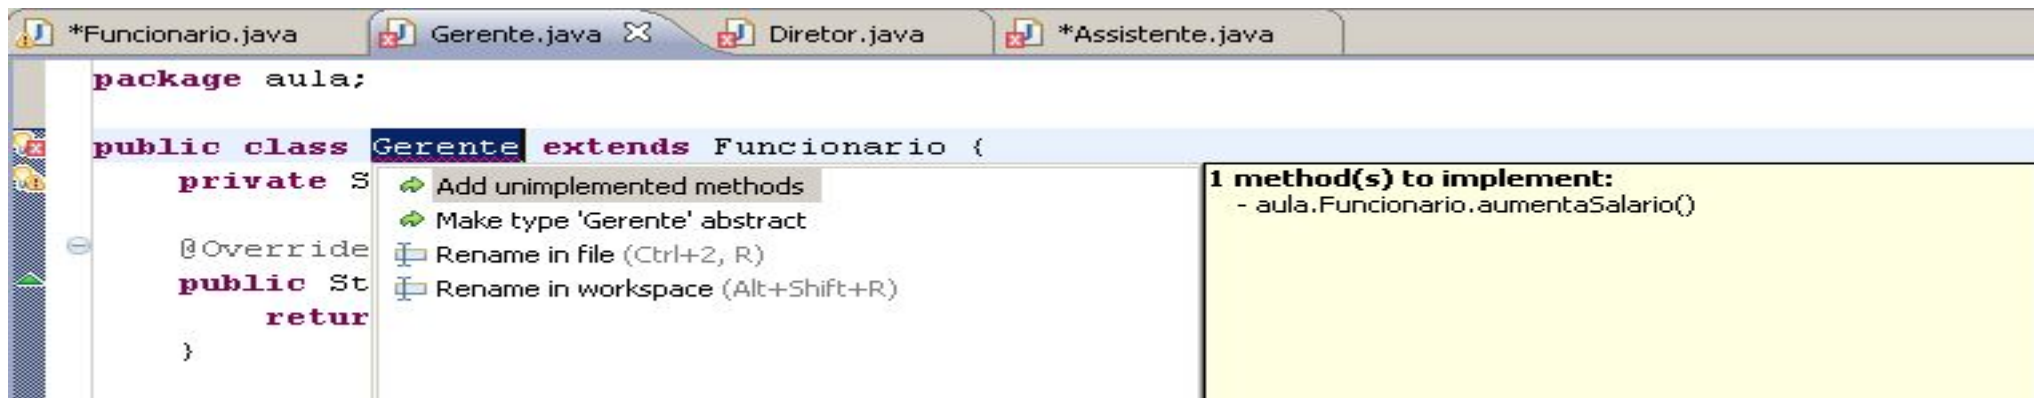 *Funcionario.java Gerente.java Diretor.java *Assistente.java
package aula;
public class Gerente extends Funcionario {
private S
@Override
public St
retur
}
Add unimplemented methods
Make type 'Gerente' abstract
Rename in file (Ctrl+2, R)
Rename in workspace (Alt+Shift+R)
1 method(s) to implement:
- aula.Funcionario.aumentaSalario()